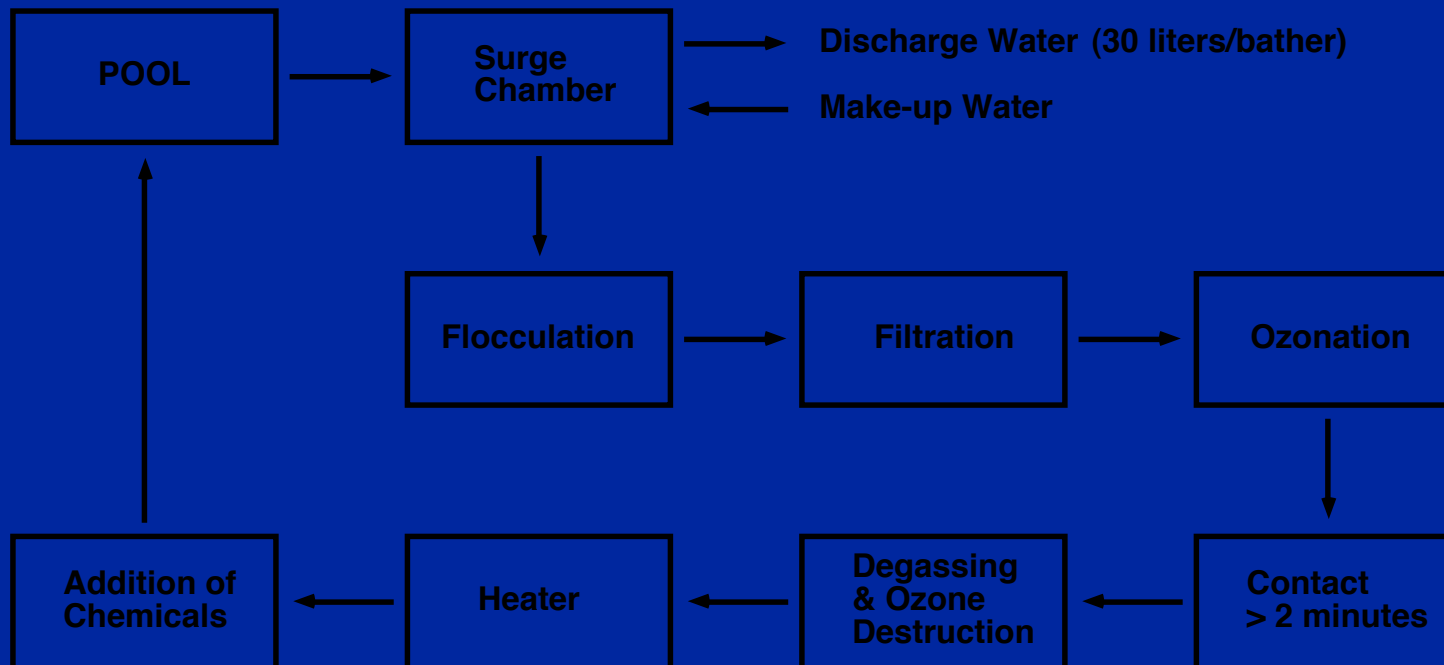 POOL
Surge
Chamber
Discharge Water (30 liters/bather)
Make-up Water
Flocculation
Filtration
Ozonation
Addition of
Chemicals
Heater
Degassing
& Ozone
Destruction
Contact
> 2 minutes